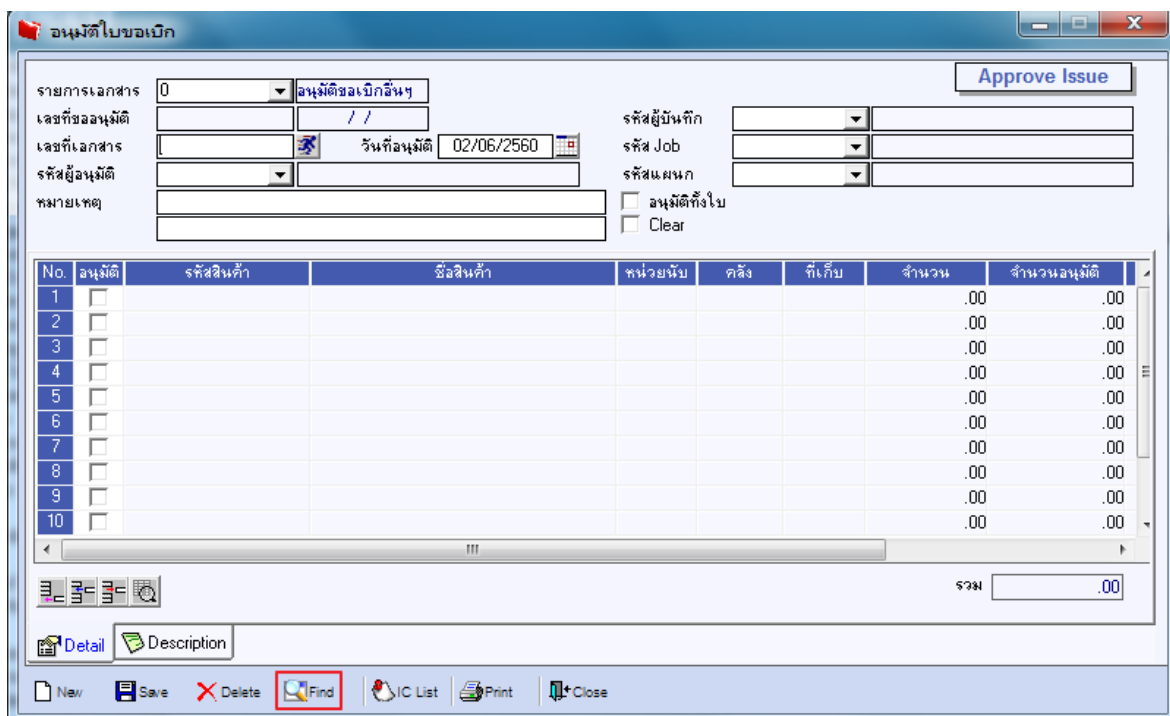 อนุมัติใบขอเบิก
Approve Issue
รายการเอกสาร 0 อนุมัติขอเบิกอื่นๆ
เลขที่ขออนุมัติ / / รหัสผู้บันทึก
เลขที่เอกสาร วันที่อนุมัติ 02/06/2560 รหัส Job
รหัสผู้อนุมัติ รหัสแผนก
หมายเหตุ อนุมัติทั้งใบ
Clear
No. อนุมัติ รหัสสินค้า ชื่อสินค้า หน่วยนับ คลัง ที่เก็บ จำนวน จำนวนอนุมัติ
1 .00 .00
2 .00 .00
3 .00 .00
4 .00 .00
5 .00 .00
6 .00 .00
7 .00 .00
8 .00 .00
9 .00 .00
10 .00 .00
รวม .00
Detail Description
New Save Delete Find IC List Print Close